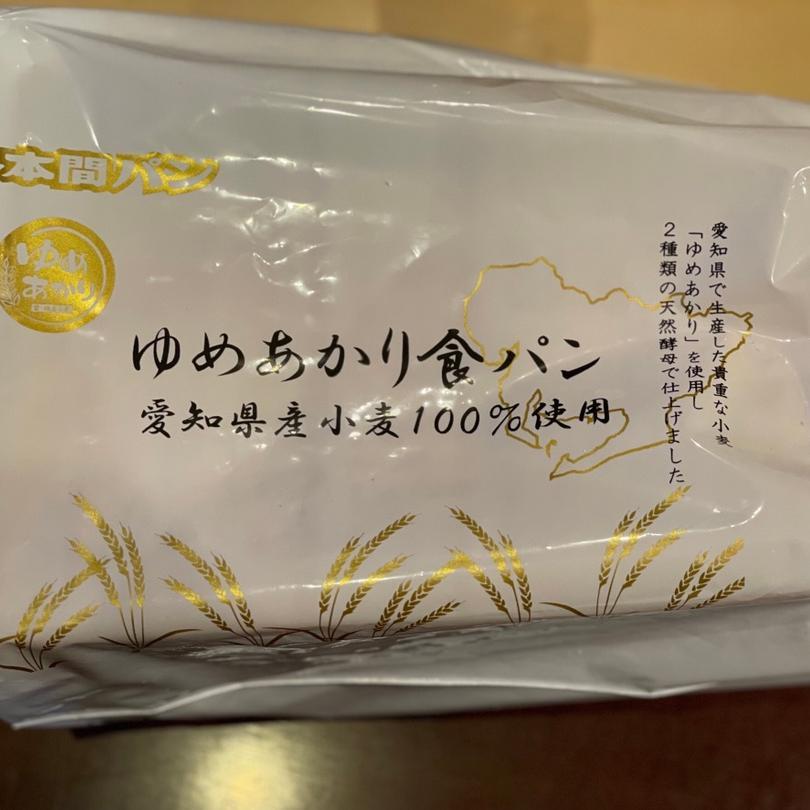 本間パン
ゆめ
あかり
ゆめあかり食パン
愛知県産小麦100%使用
愛知県で生産した貴重な小麦
「ゆめあかり」を使用し
2種類の天然酵母で仕上げました